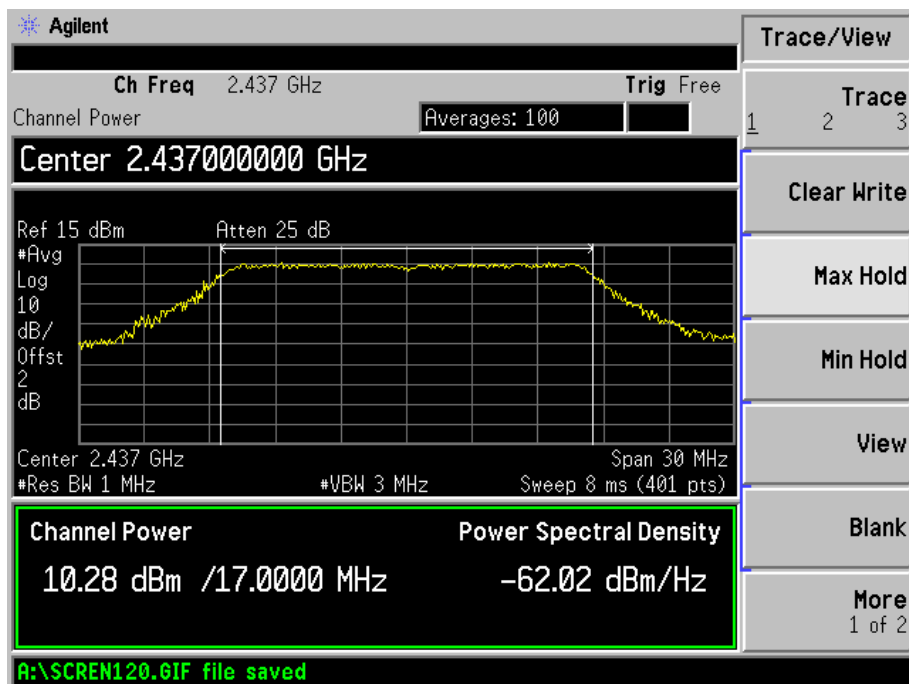 Agilent
Trace/View
Ch Freq 2.437 GHz Trig Free
Channel Power Averages: 100
Trace
1 2 3
Center 2.437000000 GHz
Clear Write
Ref 15 dBm Atten 25 dB
#Avg
Log
10
dB/
Offst
2
dB
Max Hold
Min Hold
View
Center 2.437 GHz Span 30 MHz
#Res BW 1 MHz #VBW 3 MHz Sweep 8 ms (401 pts)
Channel Power Power Spectral Density
10.28 dBm /17.0000 MHz -62.02 dBm/Hz
Blank
More
1 of 2
A:\SCREN120.GIF file saved